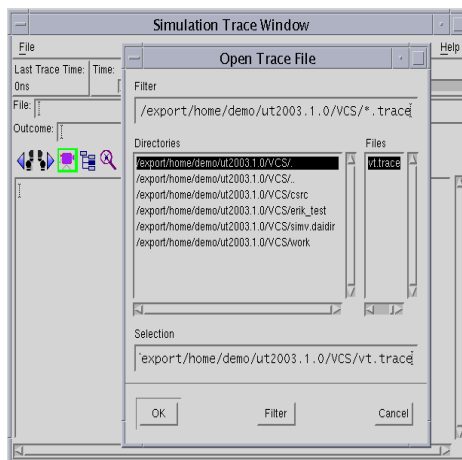 Simulation Trace Window
File
Help
Last Trace Time:
Time:
0ns
File:
Outcome:
Open Trace File
Filter
/export/home/demo/ut2003.1.0/VCS/*.trace
Directories
Files
/export/home/demo/ut2003.1.0/VCS/.
/export/home/demo/ut2003.1.0/VCS/..
/export/home/demo/ut2003.1.0/VCS/csrc
/export/home/demo/ut2003.1.0/VCS/erik_test
/export/home/demo/ut2003.1.0/VCS/simv.daidir
/export/home/demo/ut2003.1.0/VCS/work
vt.trace
Selection
export/home/demo/ut2003.1.0/VCS/vt.trace
OK
Filter
Cancel